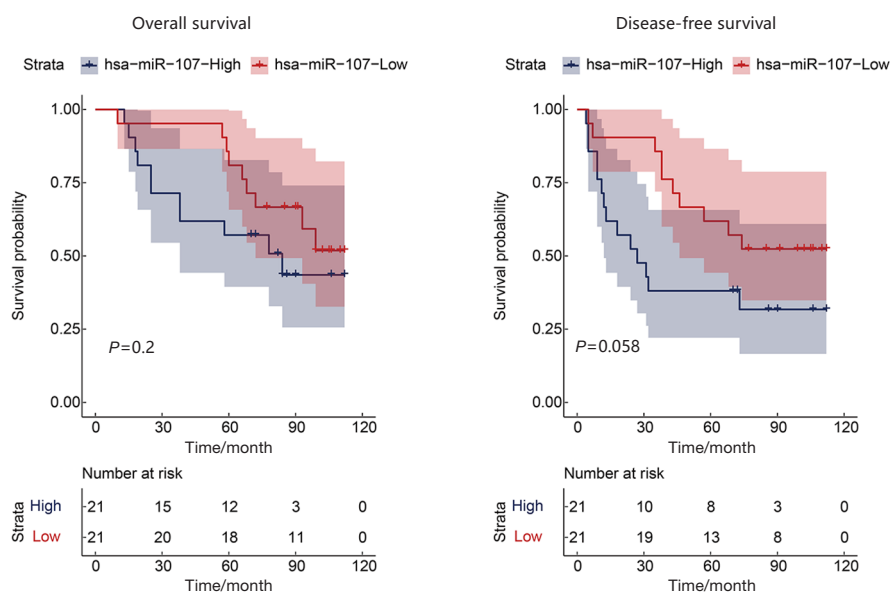 Overall survival
Strata hsa−miR−107−High hsa−miR−107−Low
1.00
0.75
0.50
0.25
0.00
Survival probability
P=0.2
0 30 60 90 120
Time/month
Number at risk
Strata
High 21 15 12 3 0
Low 21 20 18 11 0
0 30 60 90 120
Time/month
Disease-free survival
Strata hsa−miR−107−High hsa−miR−107−Low
1.00
0.75
0.50
0.25
0.00
Survival probability
P=0.058
0 30 60 90 120
Time/month
Number at risk
Strata
High 21 10 8 3 0
Low 21 19 13 8 0
0 30 60 90 120
Time/month